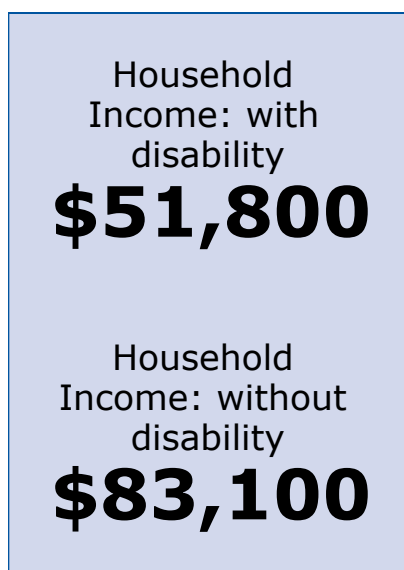 Household
Income: with
disability
$51,800
Household
Income: without
disability
$83,100